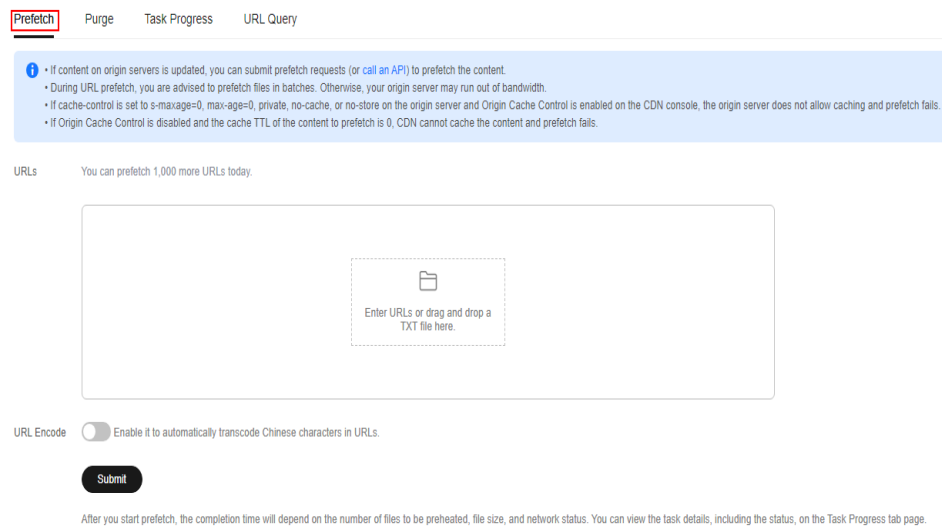 Prefetch Purge Task Progress URL Query
• If content on origin servers is updated, you can submit prefetch requests (or call an API) to prefetch the content.
• During URL prefetch, you are advised to prefetch files in batches. Otherwise, your origin server may run out of bandwidth.
• If cache-control is set to s-maxage=0, max-age=0, private, no-cache, or no-store on the origin server and Origin Cache Control is enabled on the CDN console, the origin server does not allow caching and prefetch fails.
• If Origin Cache Control is disabled and the cache TTL of the content to prefetch is 0, CDN cannot cache the content and prefetch fails.
URLs You can prefetch 1,000 more URLs today.
Enter URLs or drag and drop a
TXT file here.
URL Encode Enable it to automatically transcode Chinese characters in URLs.
Submit
After you start prefetch, the completion time will depend on the number of files to be preheated, file size, and network status. You can view the task details, including the status, on the Task Progress tab page.